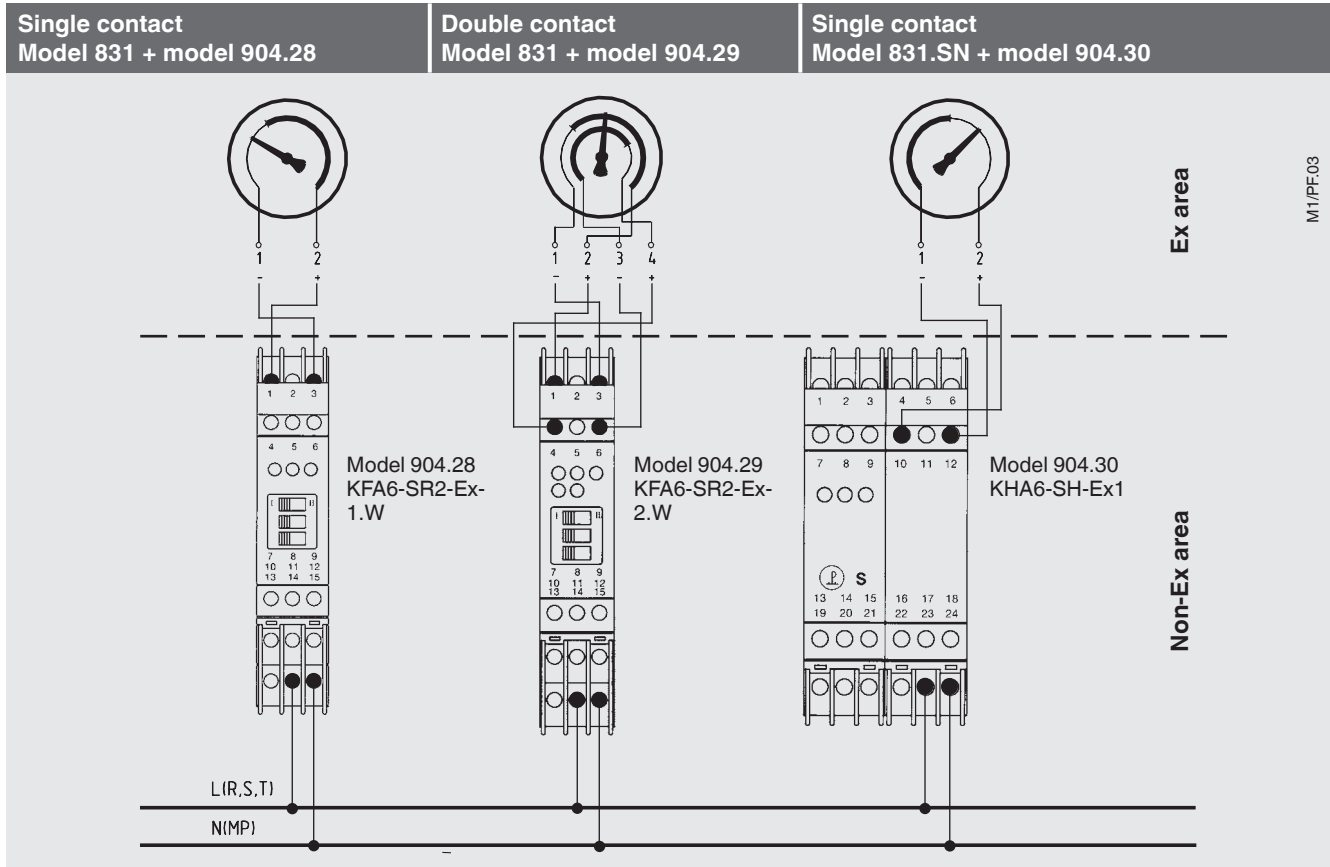 Single contact
Model 831 + model 904.28
Double contact
Model 831 + model 904.29
Single contact
Model 831.SN + model 904.30
1 2
- +
1 2 3 4
- + - +
1 2
- +
Ex area
M1/PF.03
1 2 3
4 5 6
I II
7 8 9
10 11 12
13 14 15
Model 904.28
KFA6-SR2-Ex-
1.W
1 2 3
4 5 6
I II
7 8 9
10 11 12
13 14 15
Model 904.29
KFA6-SR2-Ex-
2.W
1 2 3 4 5 6
7 8 9 10 11 12
S
13 14 15 16 17 18
19 20 21 22 23 24
Model 904.30
KHA6-SH-Ex1
Non-Ex area
L(R,S,T)
N(MP)